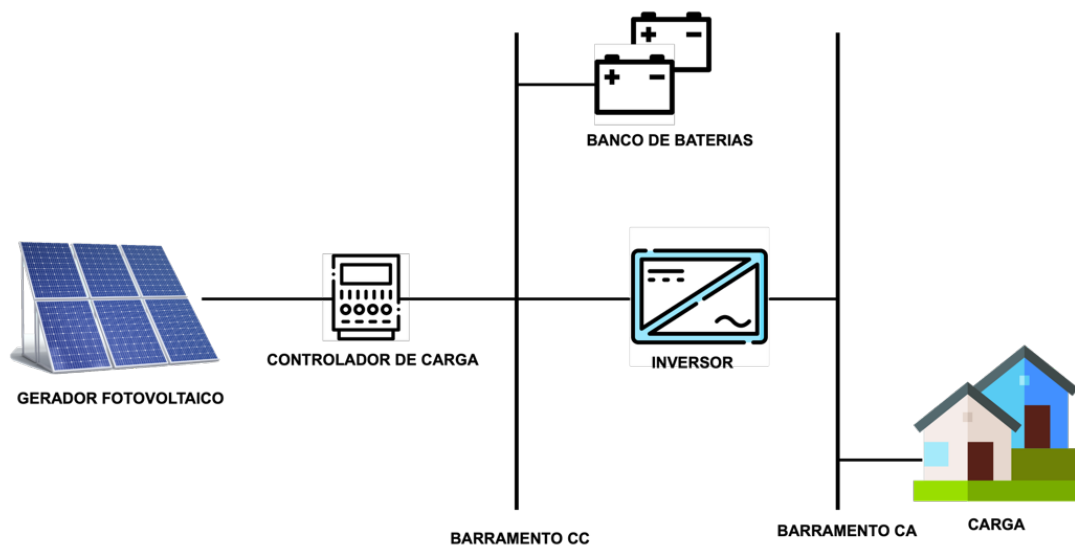 BANCO DE BATERIAS
CONTROLADOR DE CARGA
INVERSOR
GERADOR FOTOVOLTAICO
BARRAMENTO CC
BARRAMENTO CA
CARGA